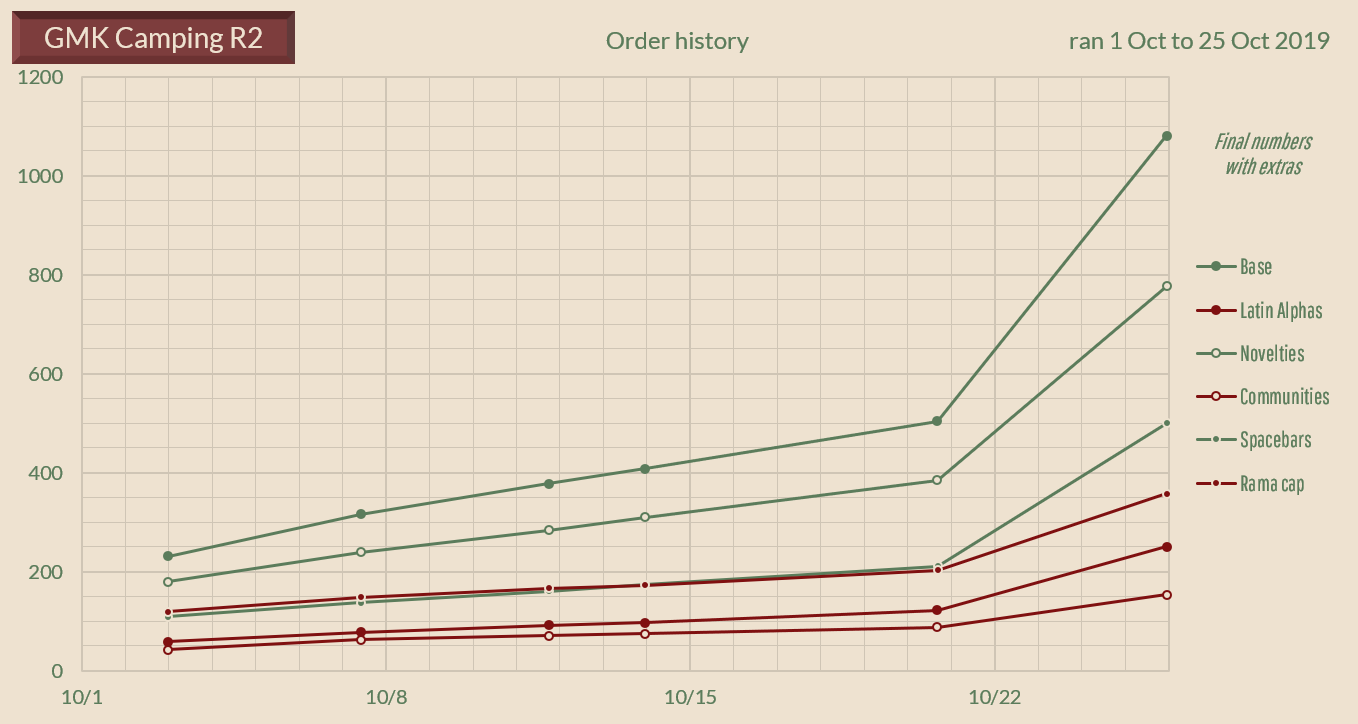 GMK Camping R2
Order history
ran 1 Oct to 25 Oct 2019
1200
1000
800
600
400
200
0
10/1
10/8
10/15
10/22
Final numbers
with extras
Base
Latin Alphas
Novelties
Communities
Spacebars
Rama cap